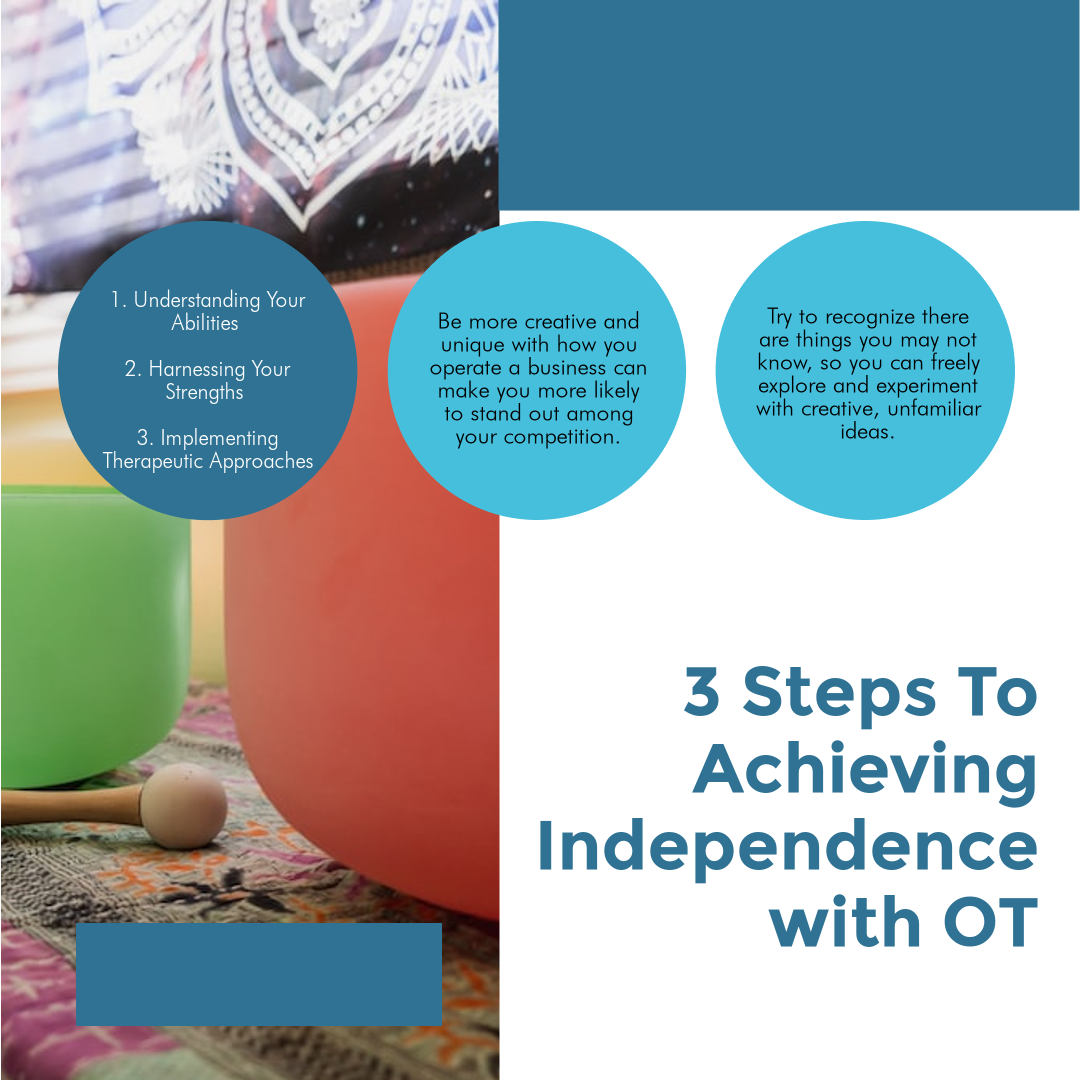 1. Understanding Your
Abilities
2. Harnessing Your
Strengths
3. Implementing
Therapeutic Approaches
Be more creative and
unique with how you
operate a business can
make you more likely
to stand out among
your competition.
Try to recognize there
are things you may not
know, so you can freely
explore and experiment
with creative, unfamiliar
ideas.
3 Steps To
Achieving
Independence
with OT